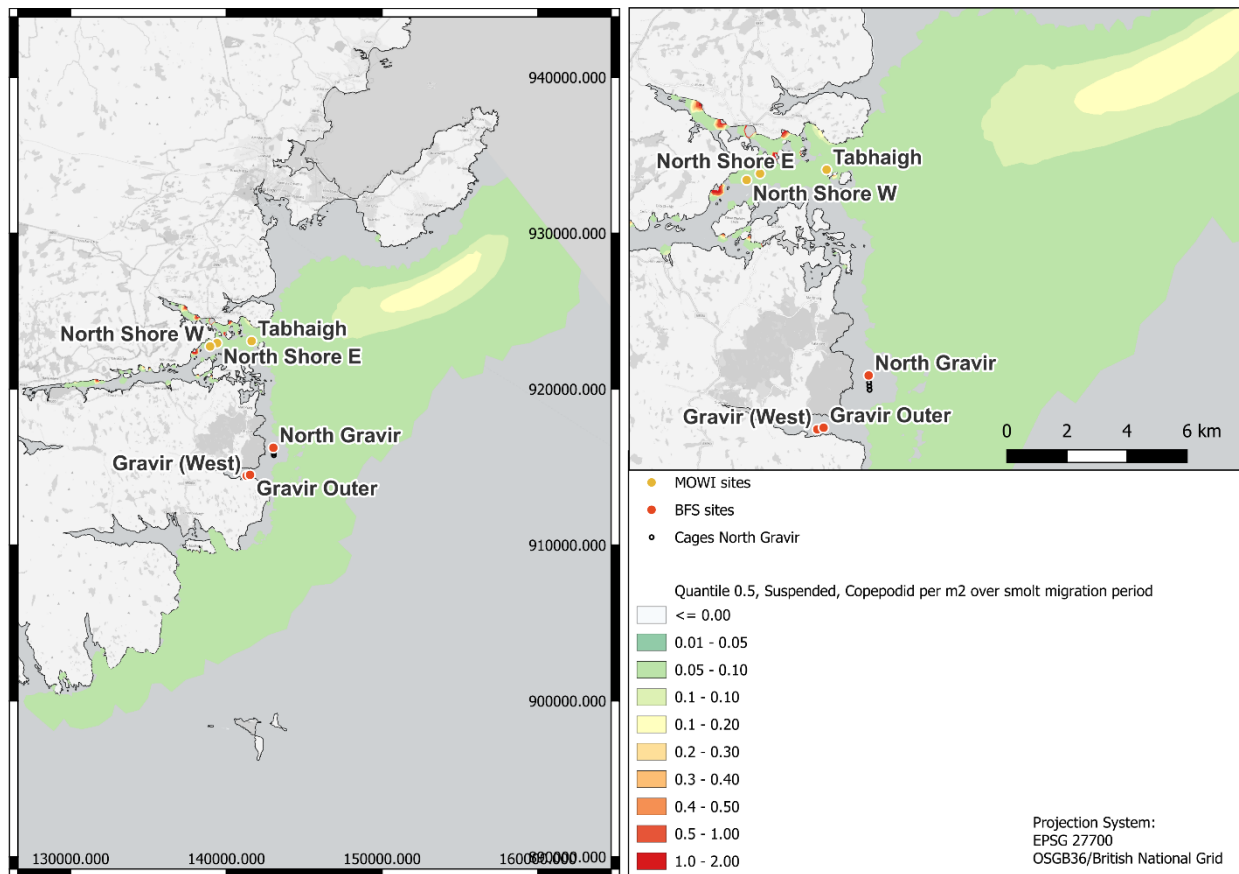 940000.000
930000.000
North Shore W
Tabhaigh
North Shore E
920000.000
North Gravir
Gravir (West)
Gravir Outer
910000.000
900000.000
890000.000
130000.000
140000.000
150000.000
160000.000
North Shore E
Tabhaigh
North Shore W
North Gravir
Gravir (West)
Gravir Outer
0 2 4 6 km
MOWI sites
BFS sites
Cages North Gravir
Quantile 0.5, Suspended, Copepodid per m2 over smolt migration period
<= 0.00
0.01 - 0.05
0.05 - 0.10
0.1 - 0.10
0.1 - 0.20
0.2 - 0.30
0.3 - 0.40
0.4 - 0.50
0.5 - 1.00
1.0 - 2.00
Projection System:
EPSG 27700
OSGB36/British National Grid